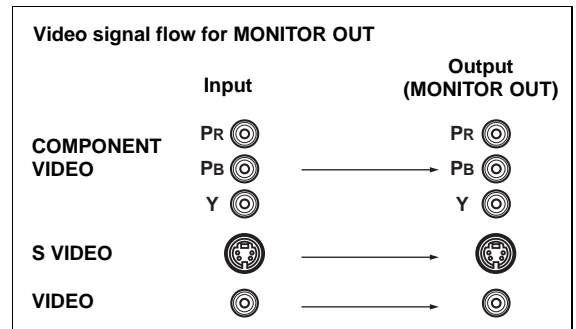 Video signal flow for MONITOR OUT
Input
Output
(MONITOR OUT)
COMPONENT
VIDEO
PR PR
PB PB
Y Y
S VIDEO
VIDEO